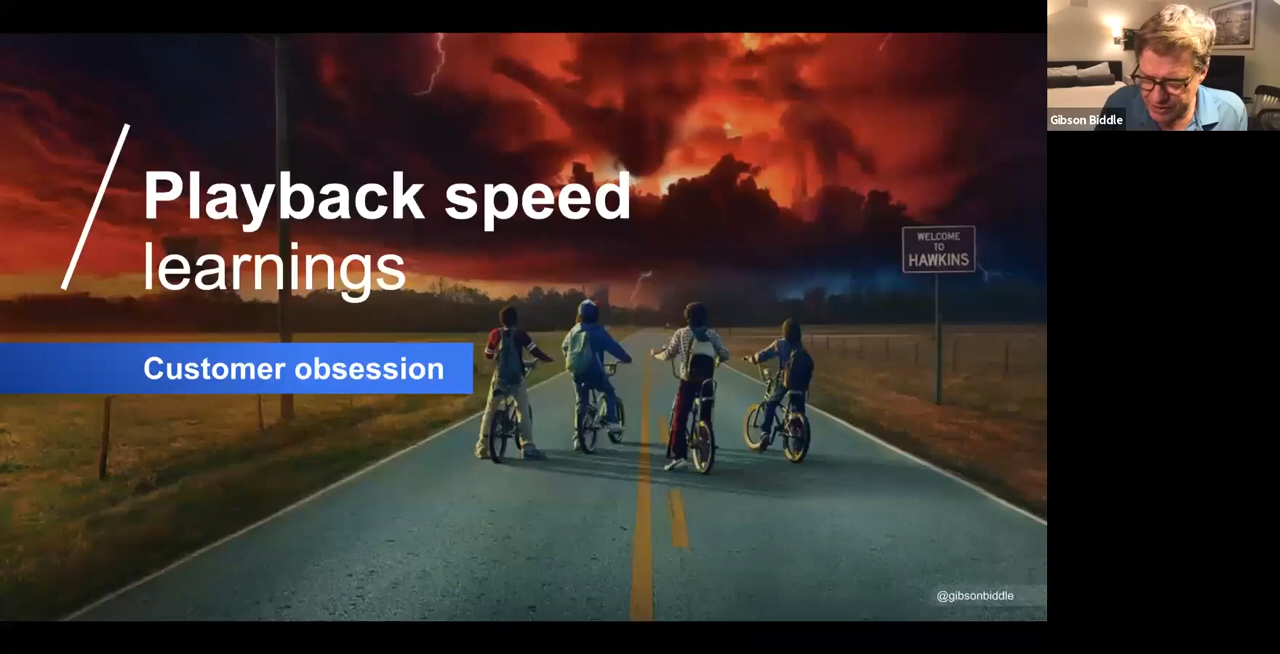 Playback speed
learnings
Customer obsession
WELCOME
TO
HAWKINS
@gibsonbiddle
Gibson Biddle